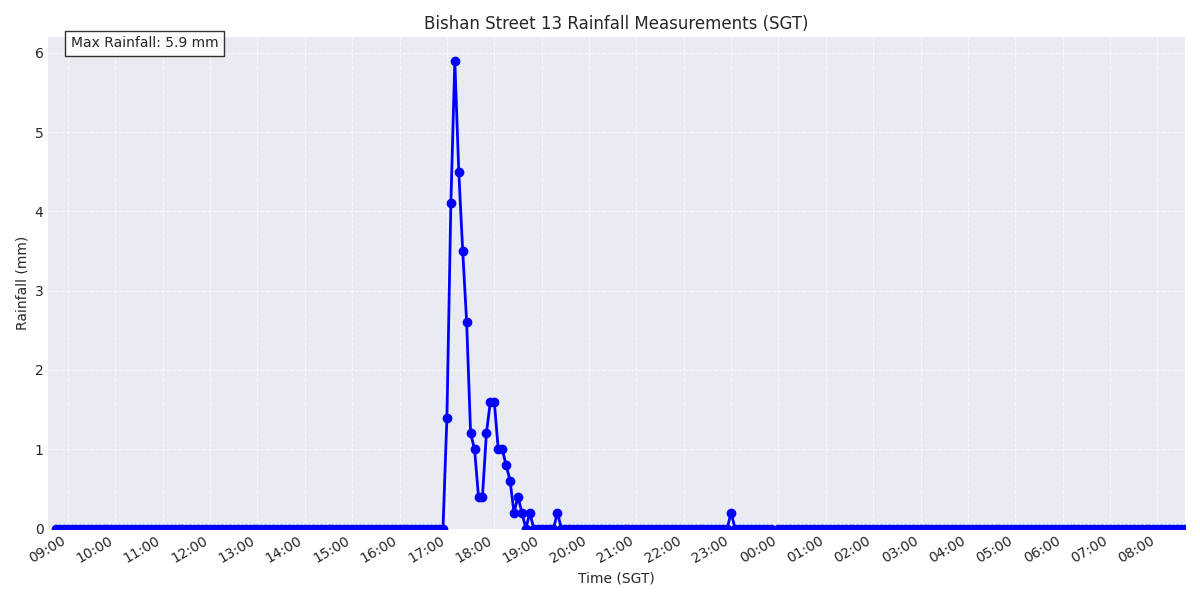 Bishan Street 13 Rainfall Measurements (SGT)
Max Rainfall: 5.9 mm
6
5
4
3
2
1
0
Rainfall (mm)
09:00 10:00 11:00 12:00 13:00 14:00 15:00 16:00 17:00 18:00 19:00 20:00 21:00 22:00 23:00 00:00 01:00 02:00 03:00 04:00 05:00 06:00 07:00 08:00
Time (SGT)